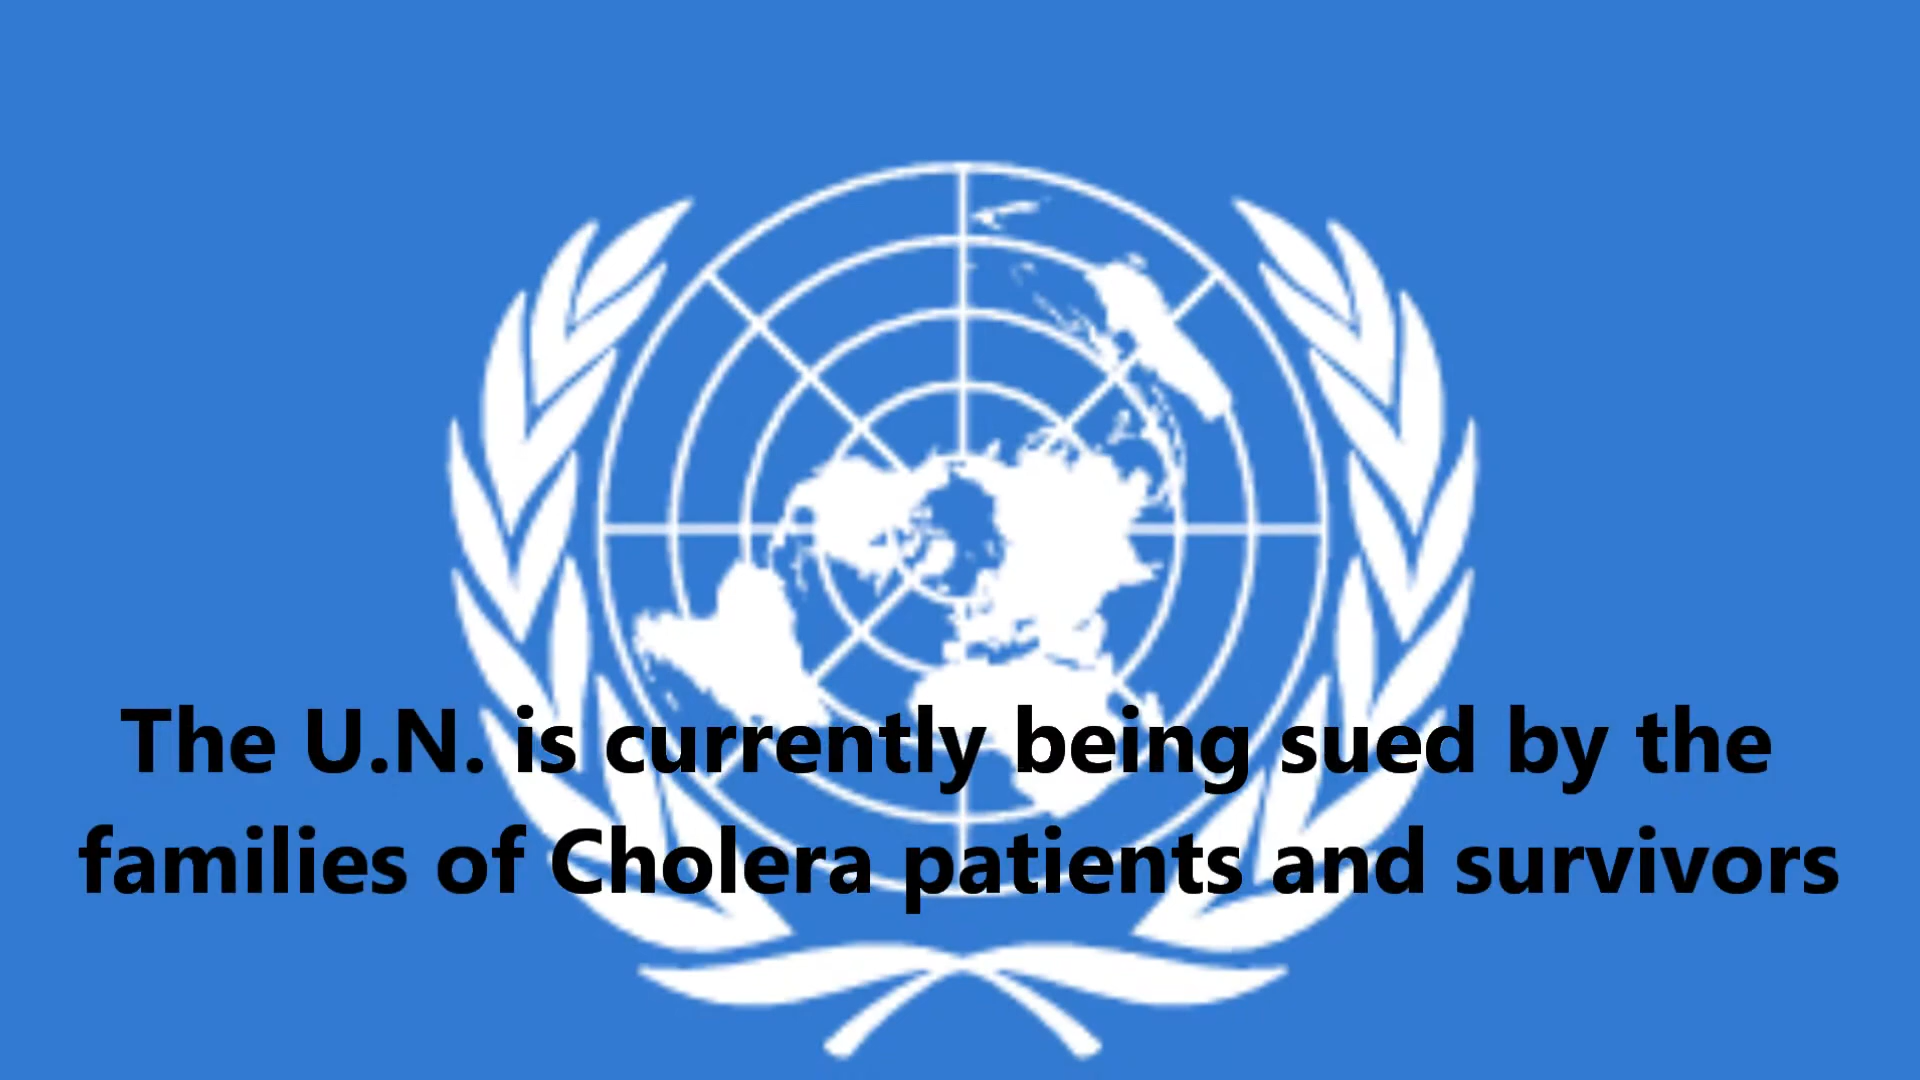 The U.N. is currently being sued by the
families of Cholera patients and survivors